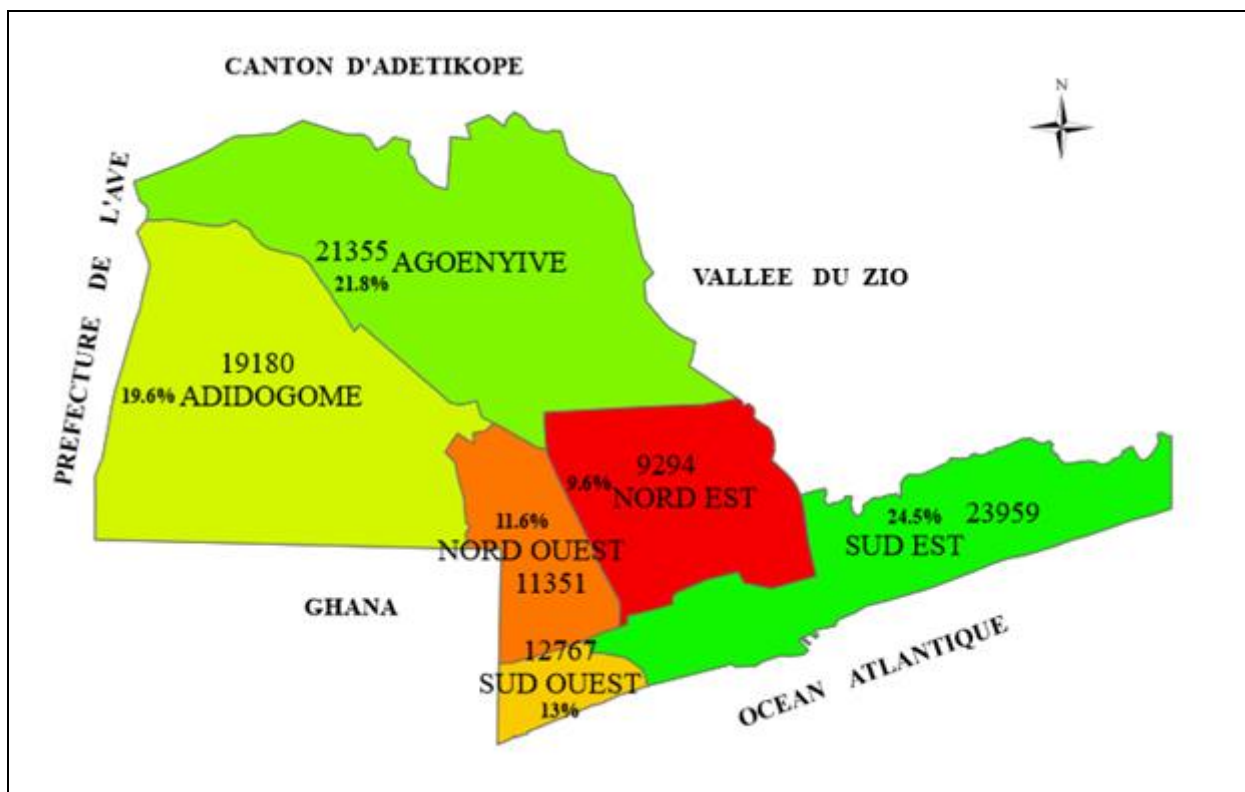 CANTON D'ADETIKOPE
N
PREFECTURE DE L'AVE
21355 AGOENYIVE
21.8%
VALLEE DU ZIO
19180
19.6% ADIDOGOME
9294
9.6% NORD EST
24.5% 23959
SUD EST
11.6%
NORD OUEST
11351
GHANA
12767
SUD OUEST
13%
OCEAN ATLANTIQUE